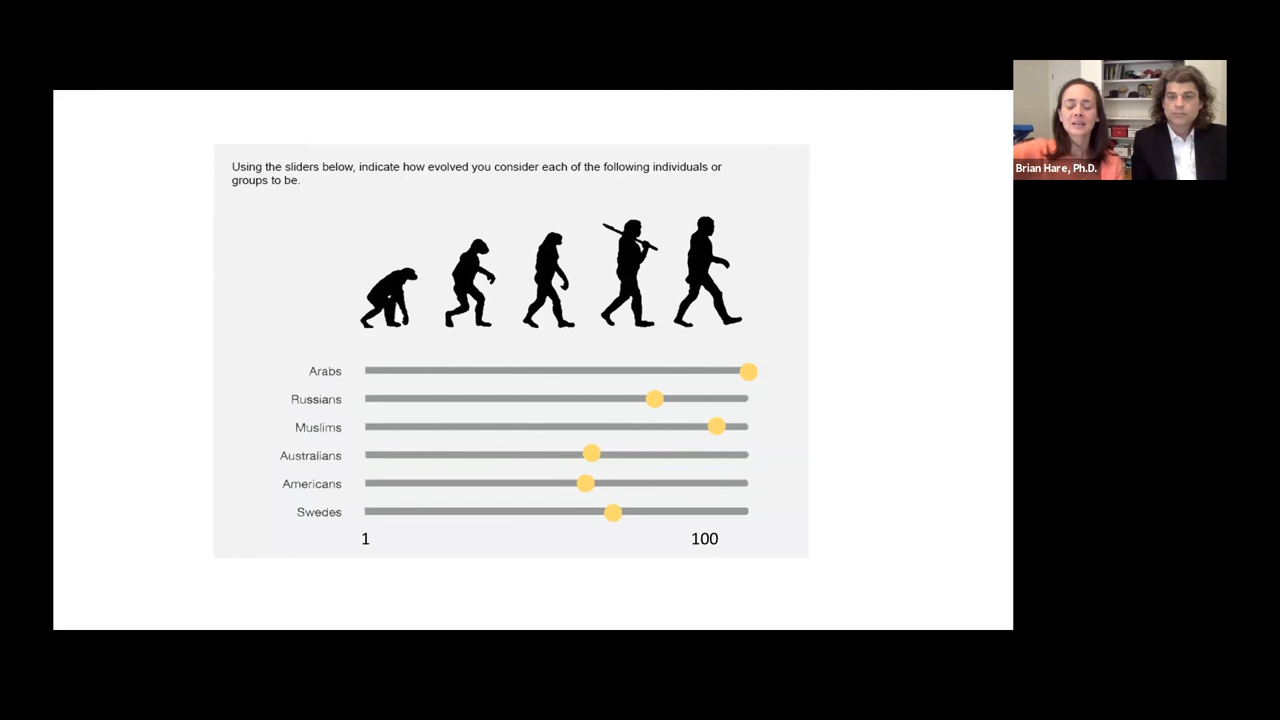 Using the sliders below, indicate how evolved you consider each of the following individuals or
groups to be.
Arabs
Russians
Muslims
Australians
Americans
Swedes
1 100
Brian Hare, Ph.D.